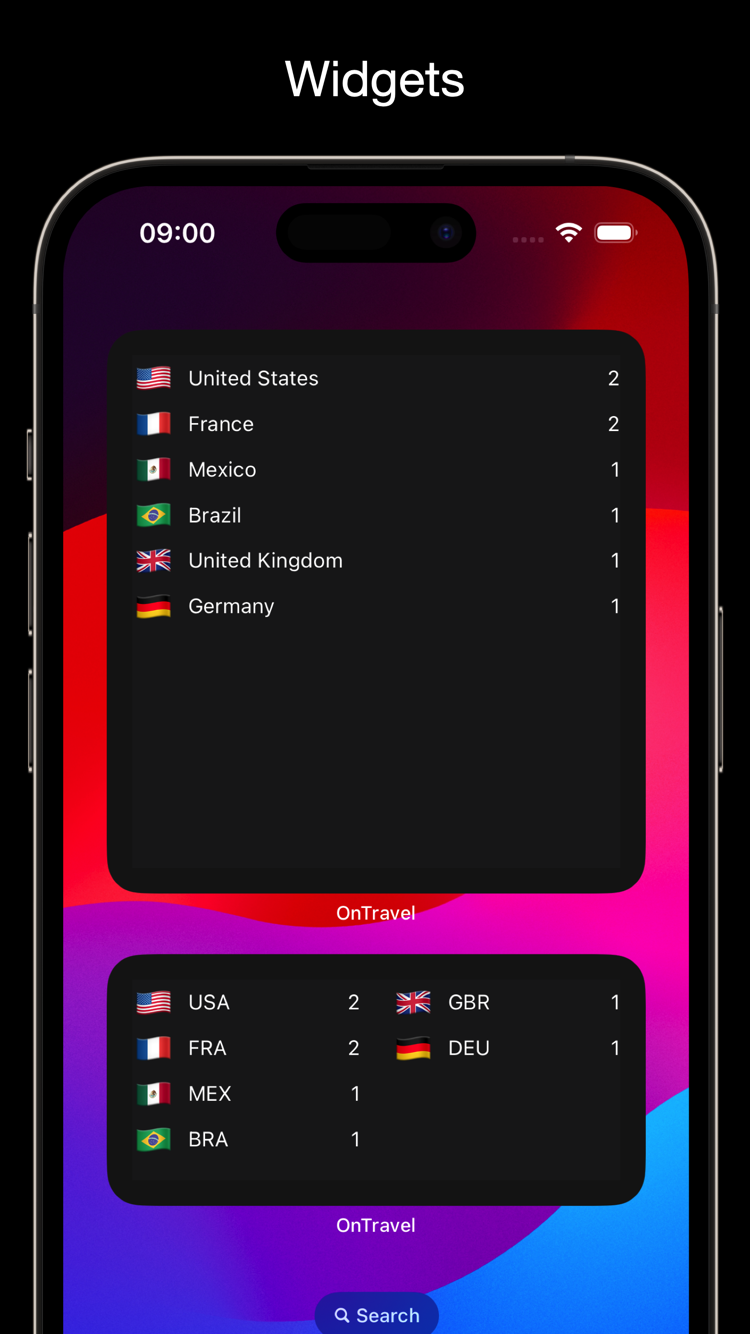 Widgets
09:00
United States 2
France 2
Mexico 1
Brazil 1
United Kingdom 1
Germany 1
OnTravel
USA 2 GBR 1
FRA 2 DEU 1
MEX 1
BRA 1
OnTravel
Search